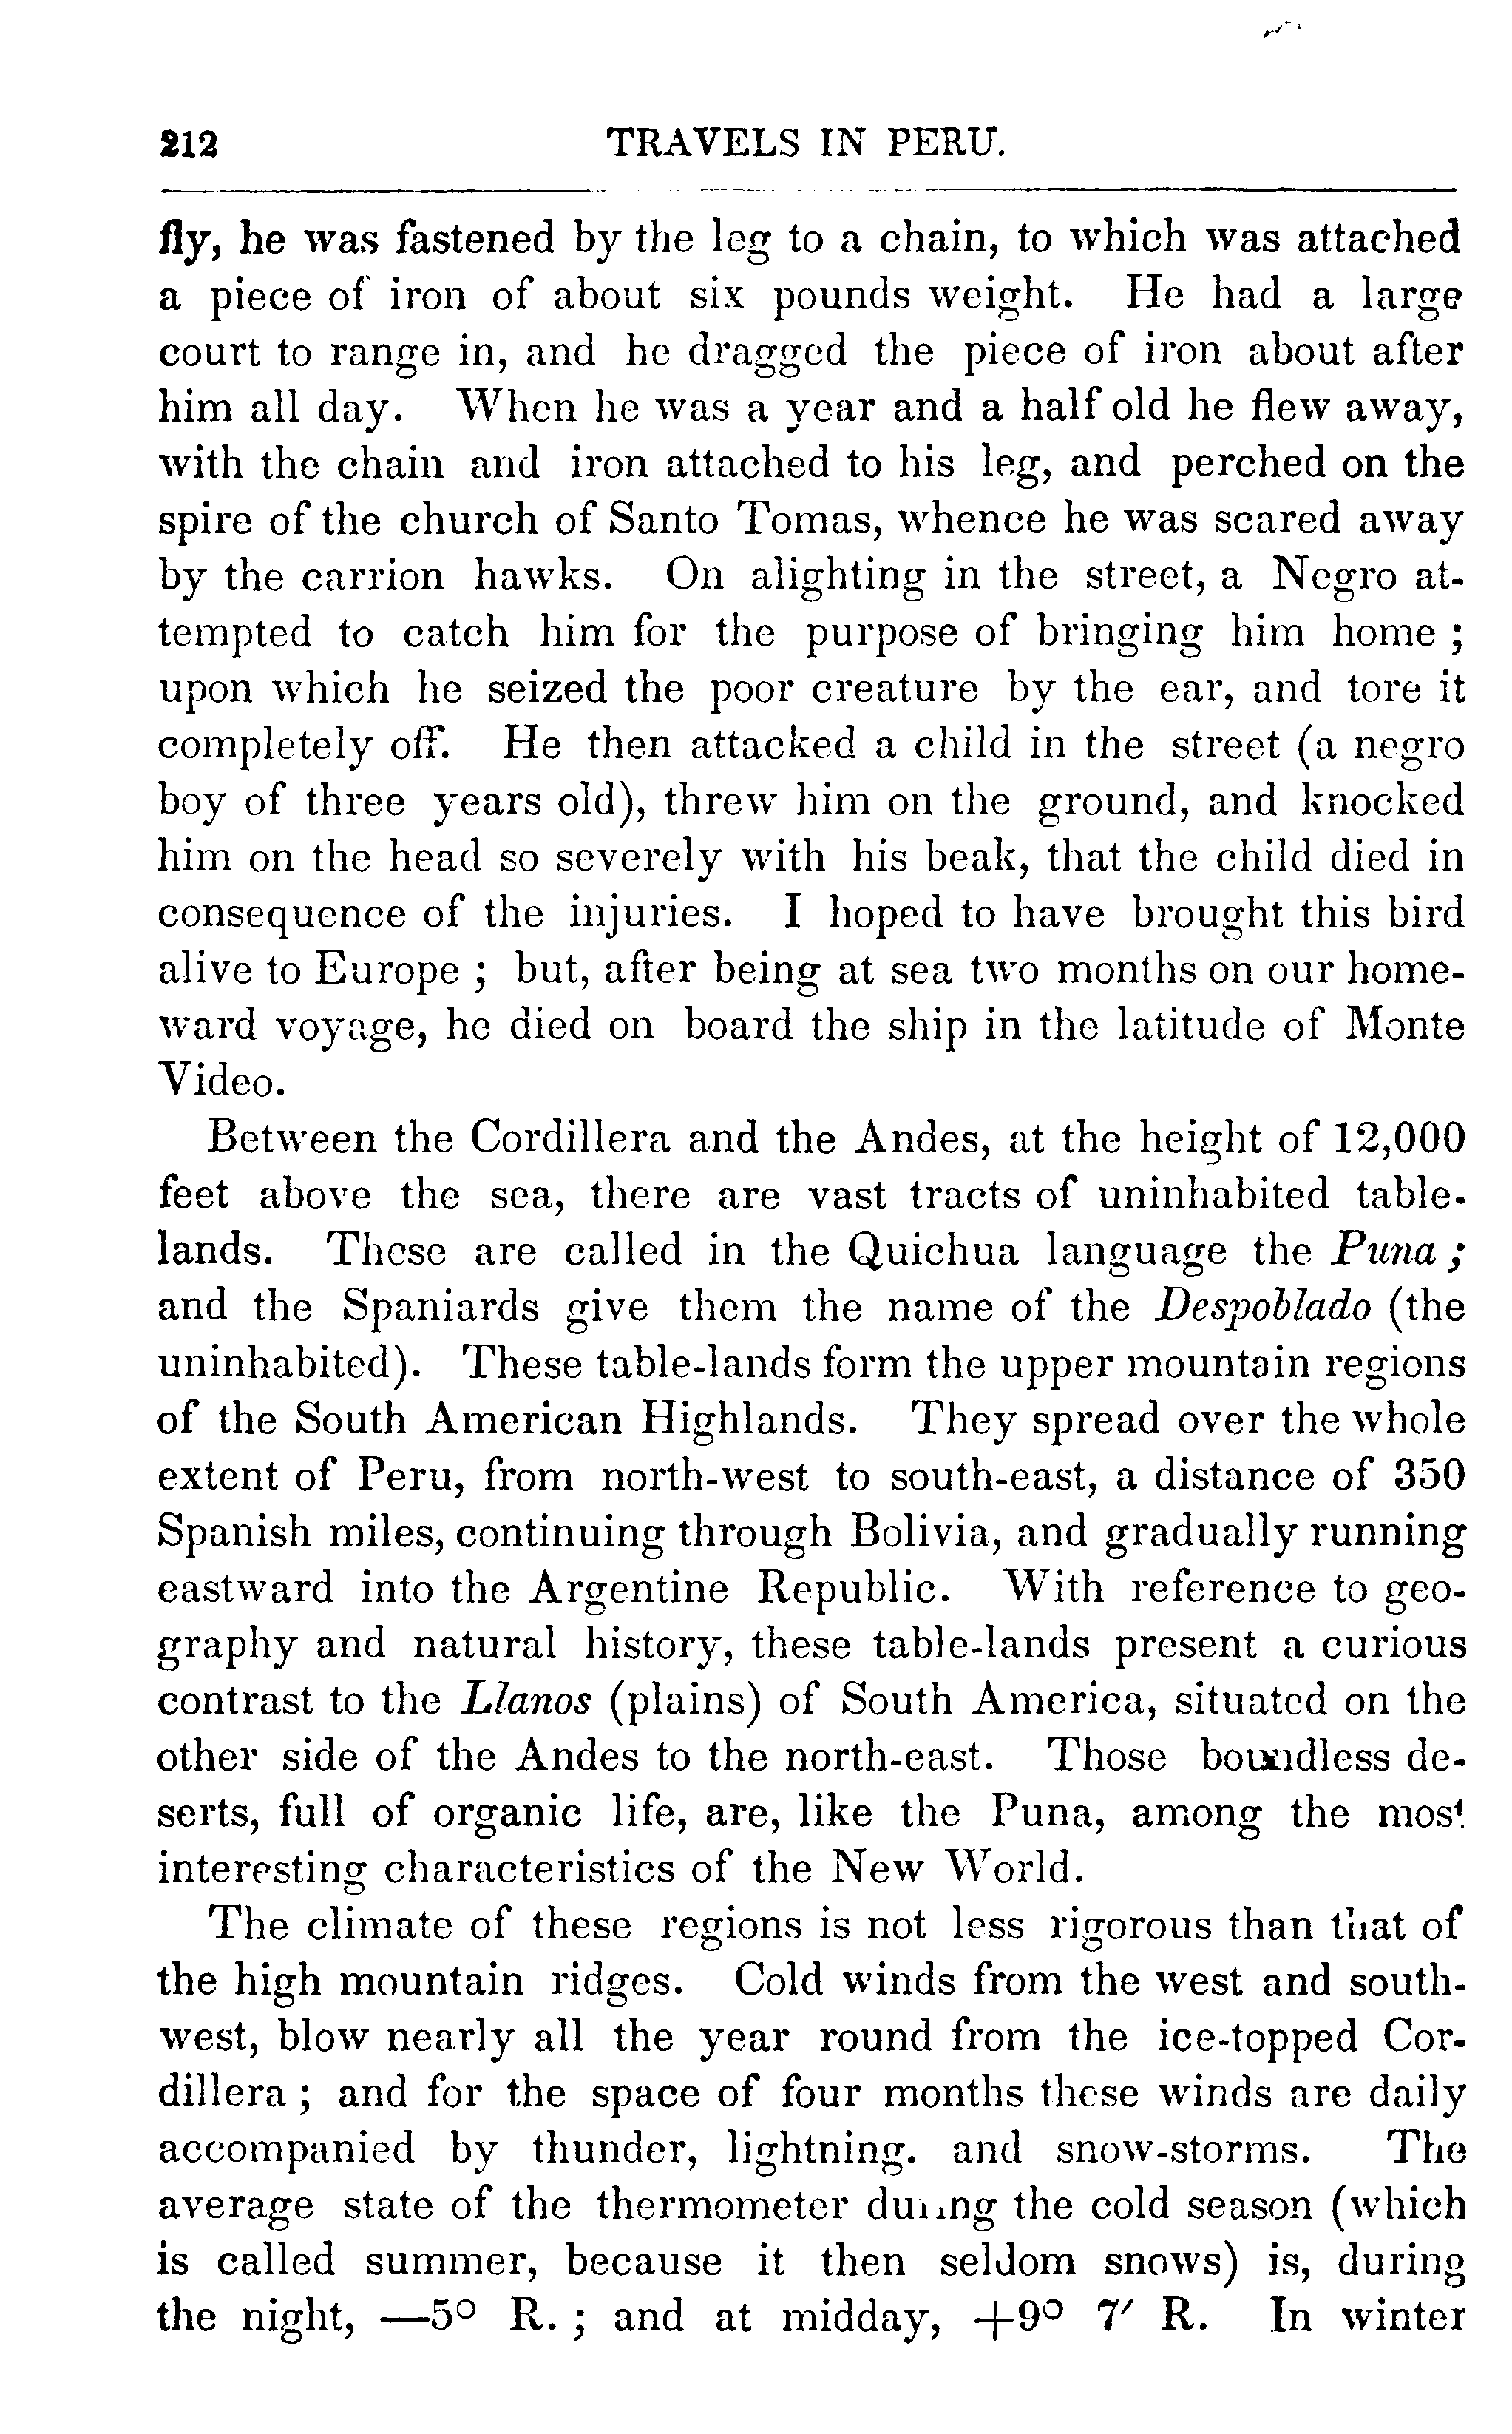 212 TRAVELS IN PERU.
fly, he was fastened by the leg to a chain, to which was attached
a piece of iron of about six pounds weight. He had a large
court to range in, and he dragged the piece of iron about after
him all day. When he was a year and a half old he flew away,
with the chain and iron attached to his leg, and perched on the
spire of the church of Santo Tomas, whence he was scared away
by the carrion hawks. On alighting in the street, a Negro at-
tempted to catch him for the purpose of bringing him home ;
upon which he seized the poor creature by the ear, and tore it
completely off. He then attacked a child in the street (a negro
boy of three years old), threw him on the ground, and knocked
him on the head so severely with his beak, that the child died in
consequence of the injuries. I hoped to have brought this bird
alive to Europe ; but, after being at sea two months on our home-
ward voyage, he died on board the ship in the latitude of Monte
Video.
Between the Cordillera and the Andes, at the height of 12,000
feet above the sea, there are vast tracts of uninhabited table-
lands. These are called in the Quichua language the Puna ;
and the Spaniards give them the name of the Despoblado (the
uninhabited). These table-lands form the upper mountain regions
of the South American Highlands. They spread over the whole
extent of Peru, from north-west to south-east, a distance of 350
Spanish miles, continuing through Bolivia, and gradually running
eastward into the Argentine Republic. With reference to geo-
graphy and natural history, these table-lands present a curious
contrast to the Llanos (plains) of South America, situated on the
other side of the Andes to the north-east. Those boundless de-
serts, full of organic life, are, like the Puna, among the most
interesting characteristics of the New World.
The climate of these regions is not less rigorous than that of
the high mountain ridges. Cold winds from the west and south-
west, blow nearly all the year round from the ice-topped Cor-
dillera ; and for the space of four months these winds are daily
accompanied by thunder, lightning. and snow-storms. The
average state of the thermometer during the cold season (which
is called summer, because it then seldom snows) is, during
the night, —5° R. ; and at midday, +9° 7′ R. In winter